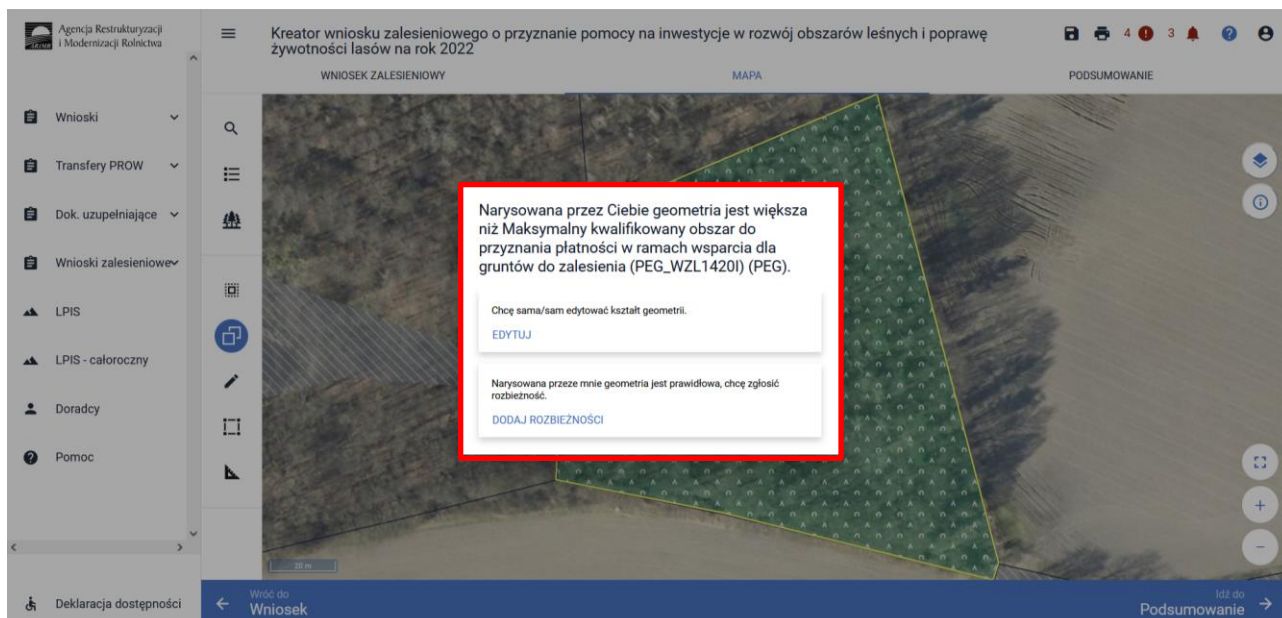 Agencja Restrukturyzacji
i Modernizacji Rolnictwa
ARiMR
Kreator wniosku zalesieniowego o przyznanie pomocy na inwestycje w rozwój obszarów leśnych i poprawę
żywotności lasów na rok 2022
4
3
WNIOSEK ZALESIENIOWY
MAPA
PODSUMOWANIE
Wnioski
Transfery PROW
Dok. uzupełniające
Wnioski zalesieniowe
LPIS
LPIS - całoroczny
Doradcy
Pomoc
Deklaracja dostępności
Narysowana przez Ciebie geometria jest większa
niż Maksymalny kwalifikowany obszar do
przyznania płatności w ramach wsparcia dla
gruntów do zalesienia (PEG_WZL1420I) (PEG).
Chcę sama/sam edytować kształt geometrii.
EDYTUJ
Narysowana przeze mnie geometria jest prawidłowa, chcę zgłosić
rozbieżność.
DODAJ ROZBIEŻNOŚCI
20 m
Wróć do
Wniosek
Idź do
Podsumowanie